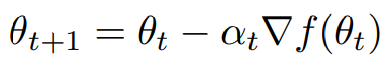 θ_{t+1} = θ_t − α_t∇f(θ_t)